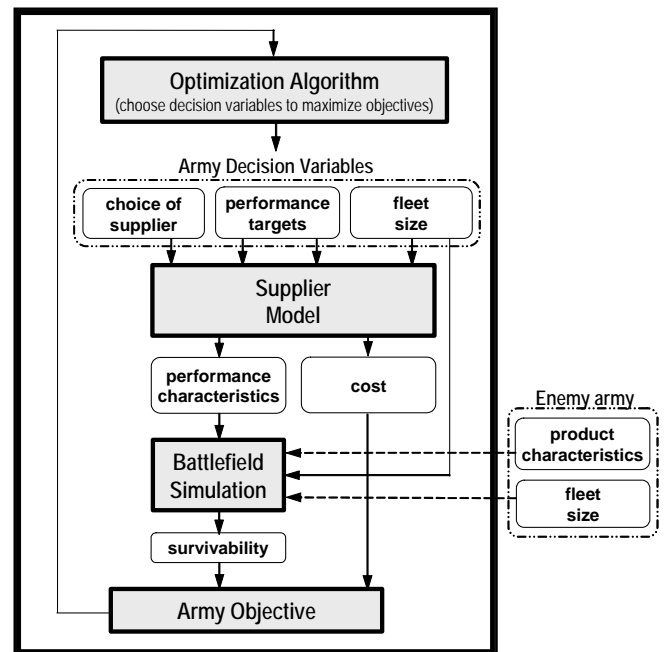 Optimization Algorithm
(choose decision variables to maximize objectives)
Army Decision Variables
choice of
supplier
performance
targets
fleet
size
Supplier
Model
performance
characteristics
cost
Enemy army
product
characteristics
fleet
size
Battlefield
Simulation
survivability
Army Objective